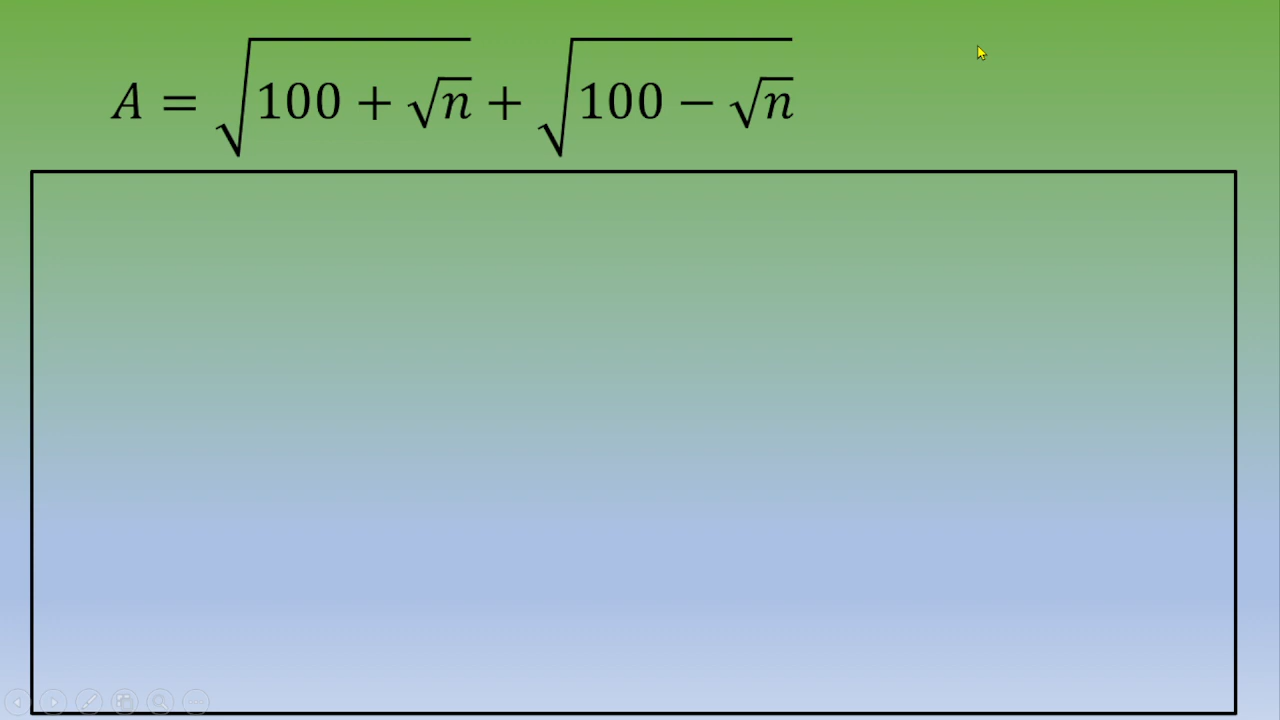 A = √(100 + √n) + √(100 − √n)